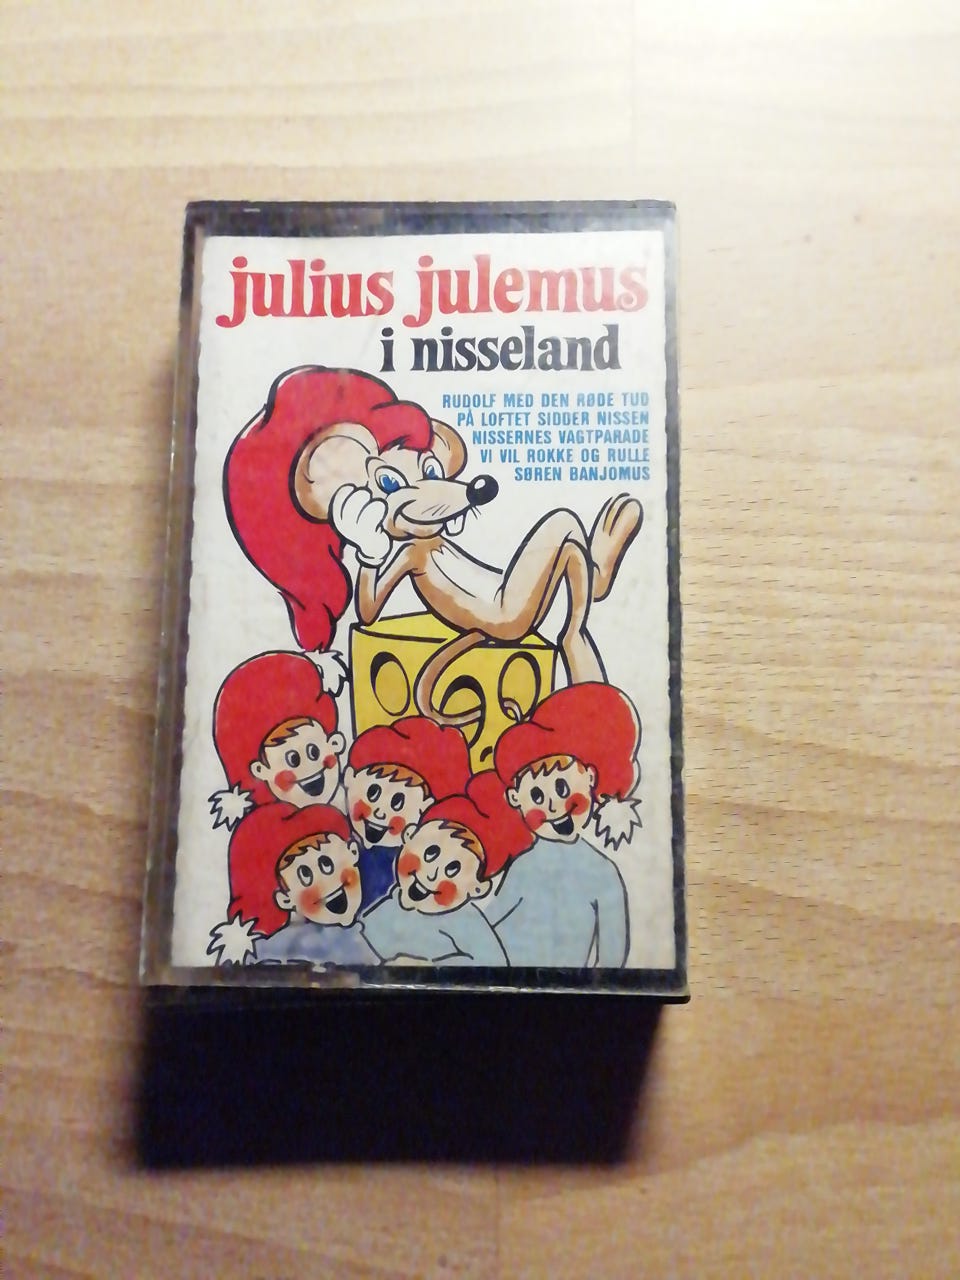 julius julemus
i nisseland
RUDOLF MED DEN RØDE TUD
PÅ LOFTET SIDDER NISSEN
NISSERNES VAGTPARADE
VI VIL ROKKE OG RULLE
SØREN BANJOMUS